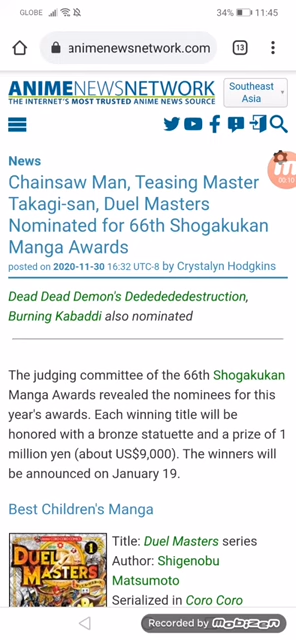 GLOBE 34% 11:45
animenewsnetwork.com 13
ANIMENEWSNETWORK
THE INTERNET'S MOST TRUSTED ANIME NEWS SOURCE
Southeast
Asia
News
00:10
Chainsaw Man, Teasing Master
Takagi-san, Duel Masters
Nominated for 66th Shogakukan
Manga Awards
posted on 2020-11-30 16:32 UTC-8 by Crystalyn Hodgkins
Dead Dead Demon's Dededededestruction,
Burning Kabaddi also nominated
The judging committee of the 66th Shogakukan
Manga Awards revealed the nominees for this
year's awards. Each winning title will be
honored with a bronze statuette and a prize of 1
million yen (about US$9,000). The winners will
be announced on January 19.
Best Children's Manga
DUEL
MASTERS
1
Title: Duel Masters series
Author: Shigenobu
Matsumoto
Serialized in Coro Coro
Recorded by Mobizen